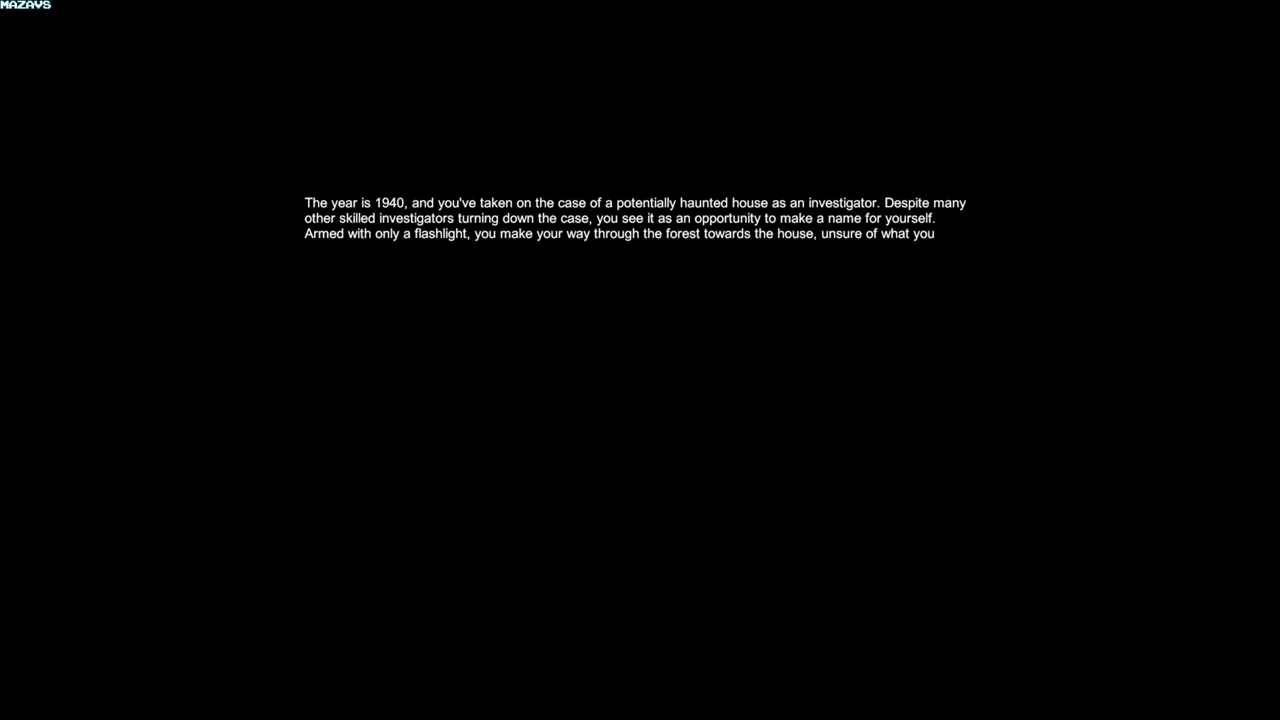 MAZAVS
The year is 1940, and you've taken on the case of a potentially haunted house as an investigator. Despite many
other skilled investigators turning down the case, you see it as an opportunity to make a name for yourself.
Armed with only a flashlight, you make your way through the forest towards the house, unsure of what you